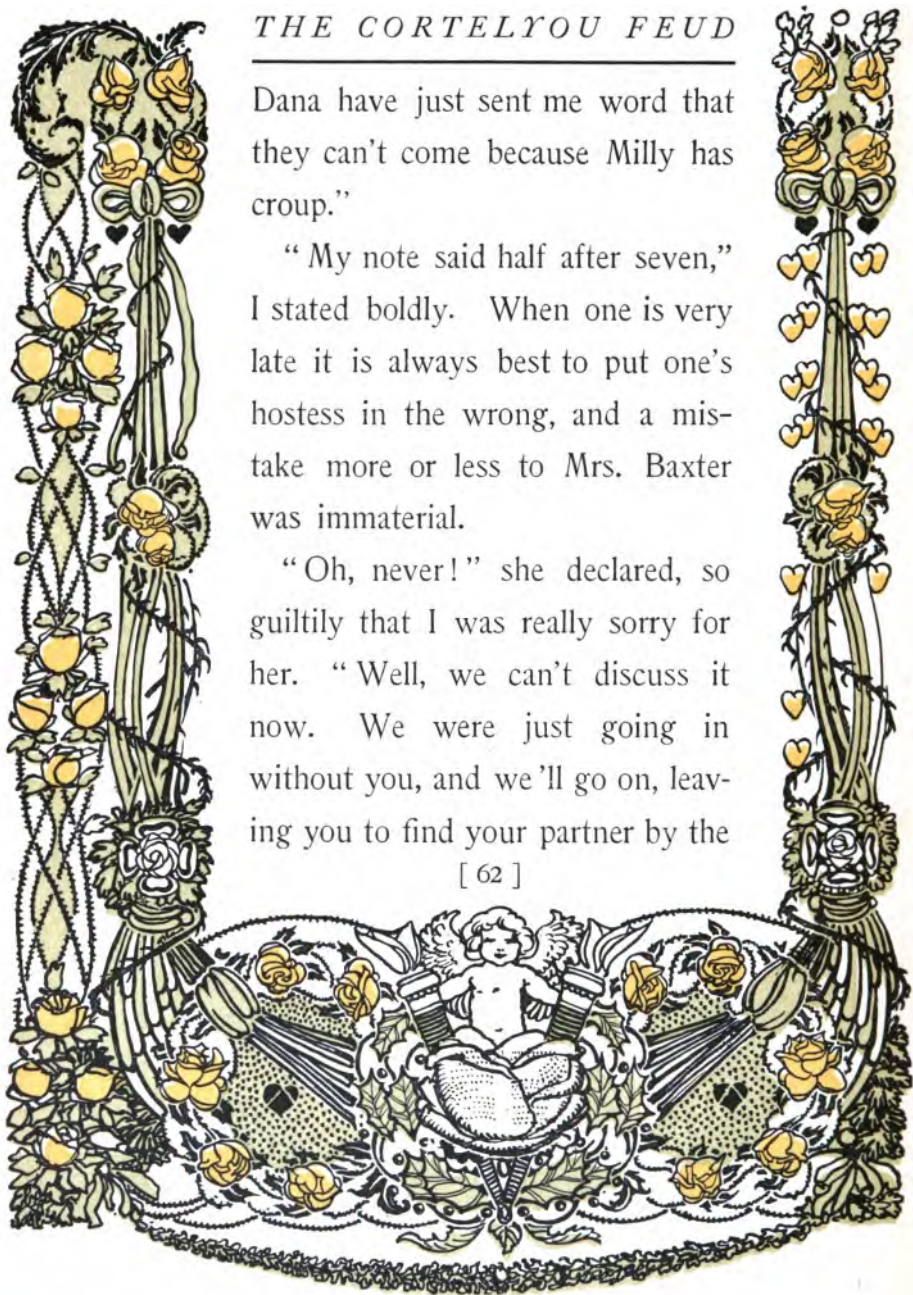 THE CORTELYOU FEUD
Dana have just sent me word that
they can't come because Milly has
croup."
"My note said half after seven,"
I stated boldly. When one is very
late it is always best to put one's
hostess in the wrong, and a mis-
take more or less to Mrs. Baxter
was immaterial.
"Oh, never!" she declared, so
guiltily that I was really sorry for
her. "Well, we can't discuss it
now. We were just going in
without you, and we'll go on, leav-
ing you to find your partner by the
[ 62 ]